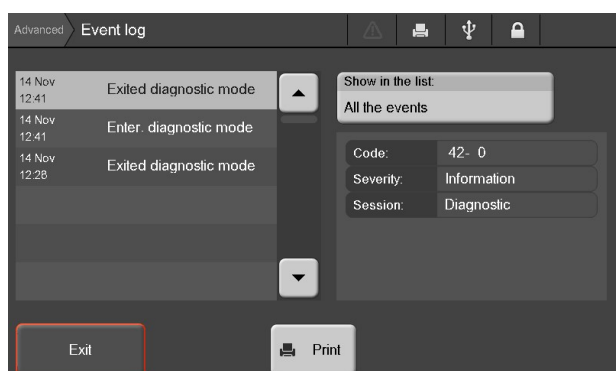 Advanced Event log
14 Nov
12:41
Exited diagnostic mode
14 Nov
12:41
Enter. diagnostic mode
14 Nov
12:28
Exited diagnostic mode
Show in the list:
All the events
Code: 42- 0
Severity: Information
Session: Diagnostic
Exit
Print